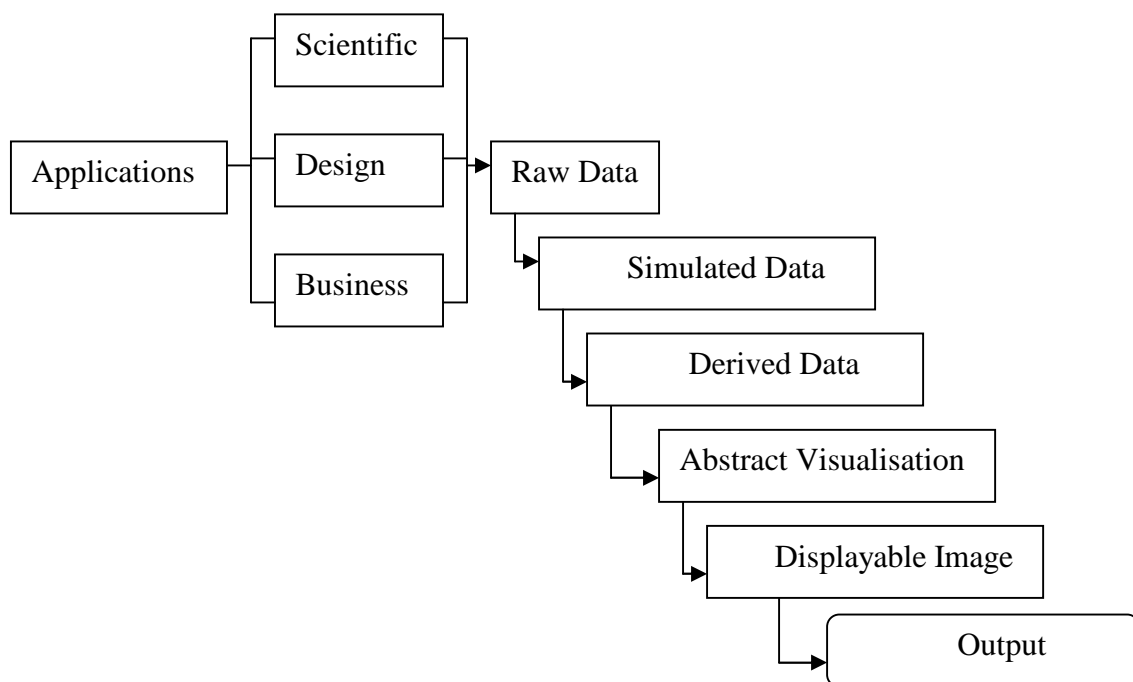 Scientific
Applications
Design
Raw Data
Business
Simulated Data
Derived Data
Abstract Visualisation
Displayable Image
Output